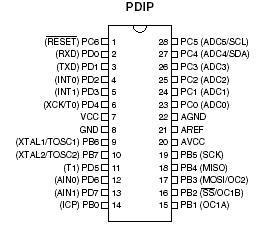 PDIP
(RESET) PC6 1 28 PC5 (ADC5/SCL)
(RXD) PD0 2 27 PC4 (ADC4/SDA)
(TXD) PD1 3 26 PC3 (ADC3)
(INT0) PD2 4 25 PC2 (ADC2)
(INT1) PD3 5 24 PC1 (ADC1)
(XCK/T0) PD4 6 23 PC0 (ADC0)
VCC 7 22 AGND
GND 8 21 AREF
(XTAL1/TOSC1) PB6 9 20 AVCC
(XTAL2/TOSC2) PB7 10 19 PB5 (SCK)
(T1) PD5 11 18 PB4 (MISO)
(AIN0) PD6 12 17 PB3 (MOSI/OC2)
(AIN1) PD7 13 16 PB2 (SS/OC1B)
(ICP) PB0 14 15 PB1 (OC1A)